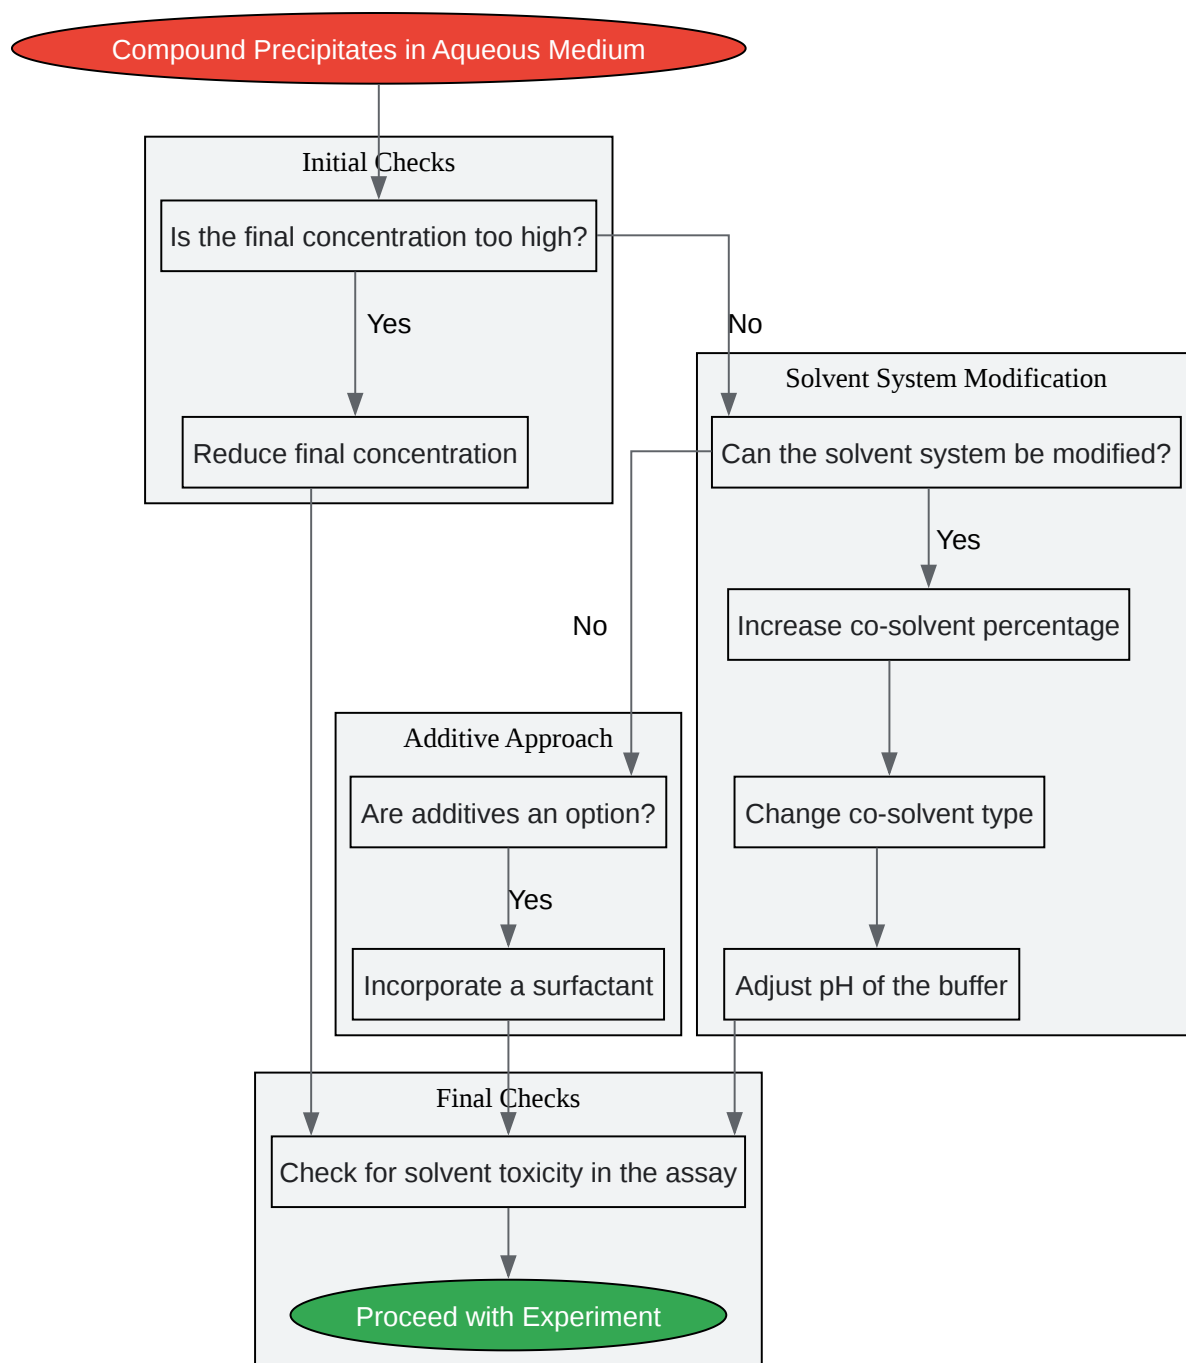 Compound Precipitates in Aqueous Medium
Initial Checks
Is the final concentration too high?
Yes
No
Reduce final concentration
Solvent System Modification
Can the solvent system be modified?
Yes
No
Increase co-solvent percentage
Additive Approach
Are additives an option?
Change co-solvent type
Yes
Incorporate a surfactant
Adjust pH of the buffer
Final Checks
Check for solvent toxicity in the assay
Proceed with Experiment